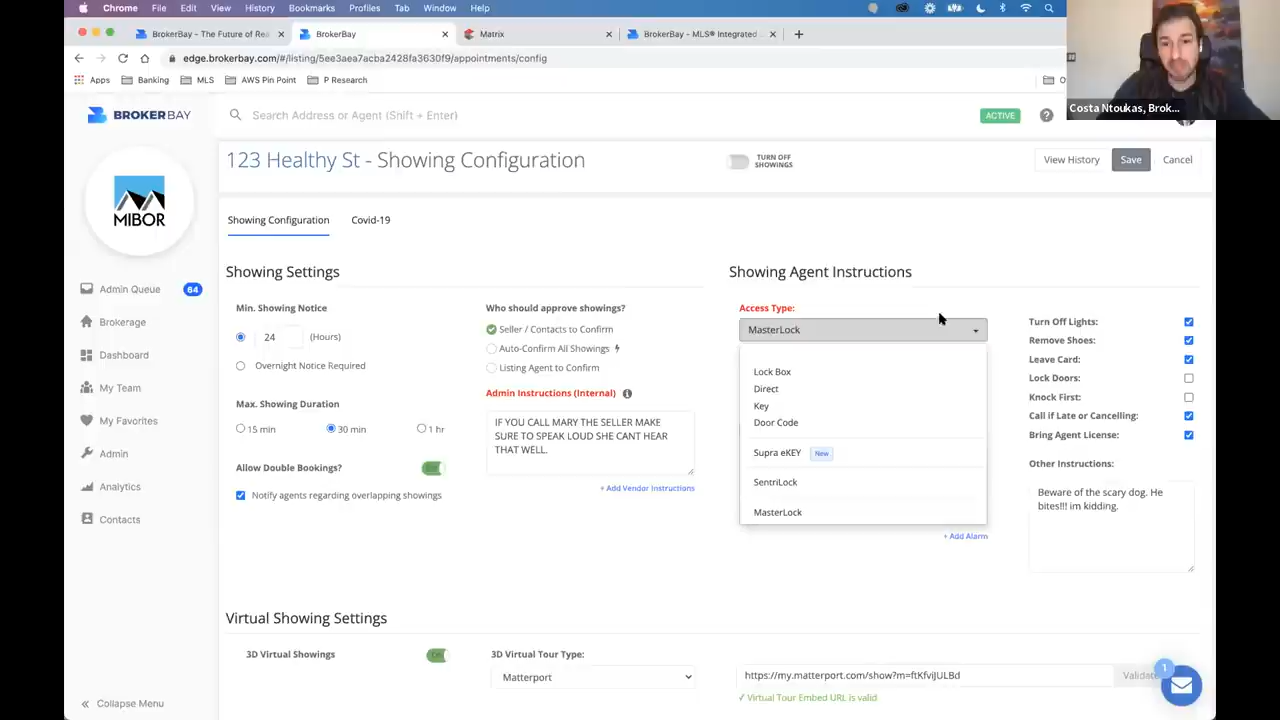 Chrome File Edit View History Bookmarks Profiles Tab Window Help
BrokerBay - The Future of Rea
BrokerBay
Matrix
BrokerBay - MLS® Integrated
edge.brokerbay.com/#/listing/5ee3aea7acba2428fa3630f9/appointments/config
Apps Banking MLS AWS Pin Point P Research
Costa Ntoukas, Brok...
BROKERBAY
Search Address or Agent (Shift + Enter)
ACTIVE
123 Healthy St - Showing Configuration
TURN OFF
SHOWINGS
View History Save Cancel
MIBOR
Showing Configuration Covid-19
Admin Queue 64
Brokerage
Dashboard
My Team
My Favorites
Admin
Analytics
Contacts
Collapse Menu
Showing Settings
Min. Showing Notice
24 (Hours)
Overnight Notice Required
Max. Showing Duration
15 min 30 min 1 hr
Allow Double Bookings?
Notify agents regarding overlapping showings
Who should approve showings?
Seller / Contacts to Confirm
Auto-Confirm All Showings
Listing Agent to Confirm
Admin Instructions (Internal)
IF YOU CALL MARY THE SELLER MAKE
SURE TO SPEAK LOUD SHE CANT HEAR
THAT WELL.
+ Add Vendor Instructions
Showing Agent Instructions
Access Type:
MasterLock
Lock Box
Direct
Key
Door Code
Supra eKEY New
SentriLock
MasterLock
+ Add Alarm
Turn Off Lights:
Remove Shoes:
Leave Card:
Lock Doors:
Knock First:
Call if Late or Cancelling:
Bring Agent License:
Other Instructions:
Beware of the scary dog. He
bites!!! im kidding.
Virtual Showing Settings
3D Virtual Showings
3D Virtual Tour Type:
Matterport
https://my.matterport.com/show?m=ftKfviJULBd
Validate
Virtual Tour Embed URL is valid
1